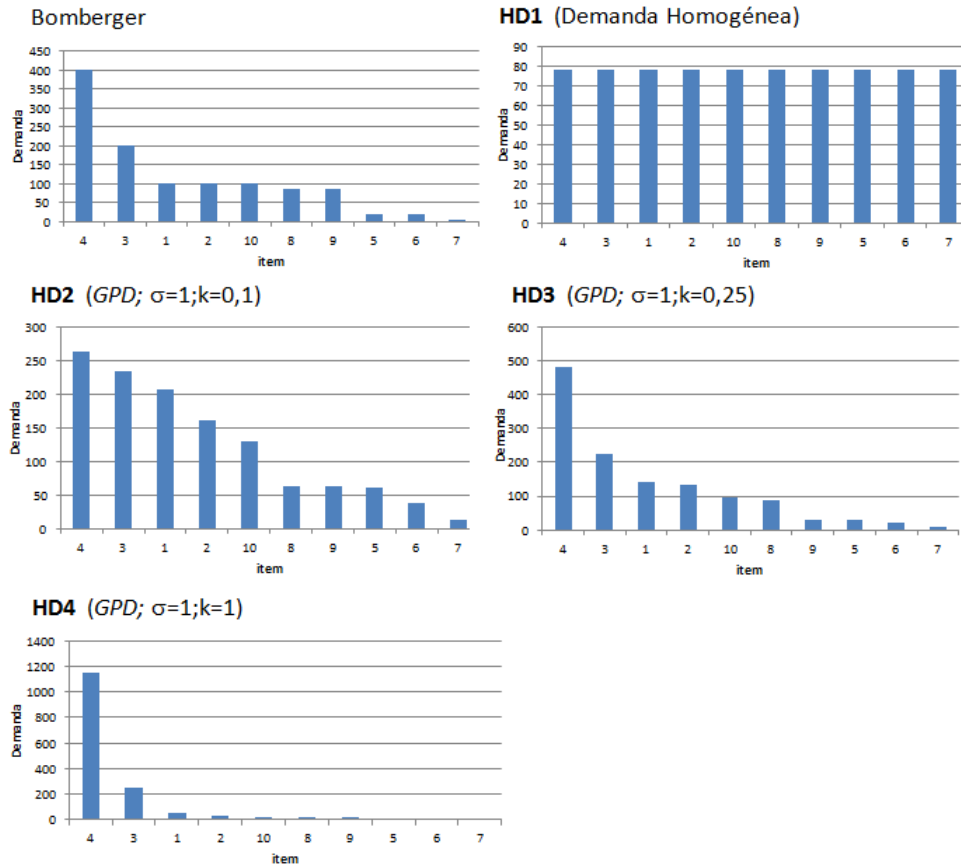 Bomberger
450
400
350
300
250
200
150
100
50
0
Demanda
4 3 1 2 10 8 9 5 6 7
item
HD1 (Demanda Homogénea)
90
80
70
60
50
40
30
20
10
0
Demanda
4 3 1 2 10 8 9 5 6 7
item
HD2 (GPD; σ=1;k=0,1)
300
250
200
150
100
50
0
Demanda
4 3 1 2 10 8 9 5 6 7
item
HD3 (GPD; σ=1;k=0,25)
600
500
400
300
200
100
0
Demanda
4 3 1 2 10 8 9 5 6 7
item
HD4 (GPD; σ=1;k=1)
1400
1200
1000
800
600
400
200
0
Demanda
4 3 1 2 10 8 9 5 6 7
item